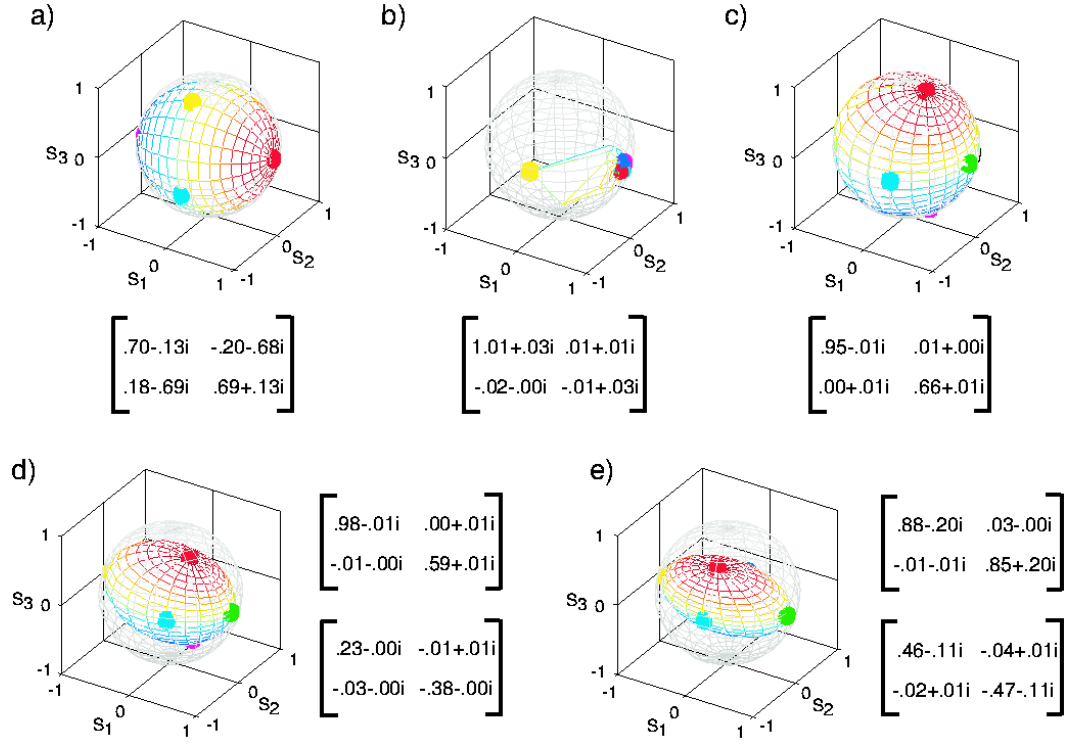 a)
1
S3 0
-1
-1
0
S1
1
-1
0
S2
1
.70-.13i -.20-.68i
.18-.69i .69+.13i
b)
1
S3 0
-1
-1
0
S1
1
-1
0
S2
1
1.01+.03i .01+.01i
-.02-.00i -.01+.03i
c)
1
S3 0
-1
-1
0
S1
1
-1
0
S2
1
.95-.01i .01+.00i
.00+.01i .66+.01i
d)
1
S3 0
-1
-1
0
S1
1
-1
0
S2
1
.98-.01i .00+.01i
-.01-.00i .59+.01i
.23-.00i -.01+.01i
-.03-.00i -.38-.00i
e)
1
S3 0
-1
-1
0
S1
1
-1
0
S2
1
.88-.20i .03-.00i
-.01-.01i .85+.20i
.46-.11i -.04+.01i
-.02+.01i -.47-.11i